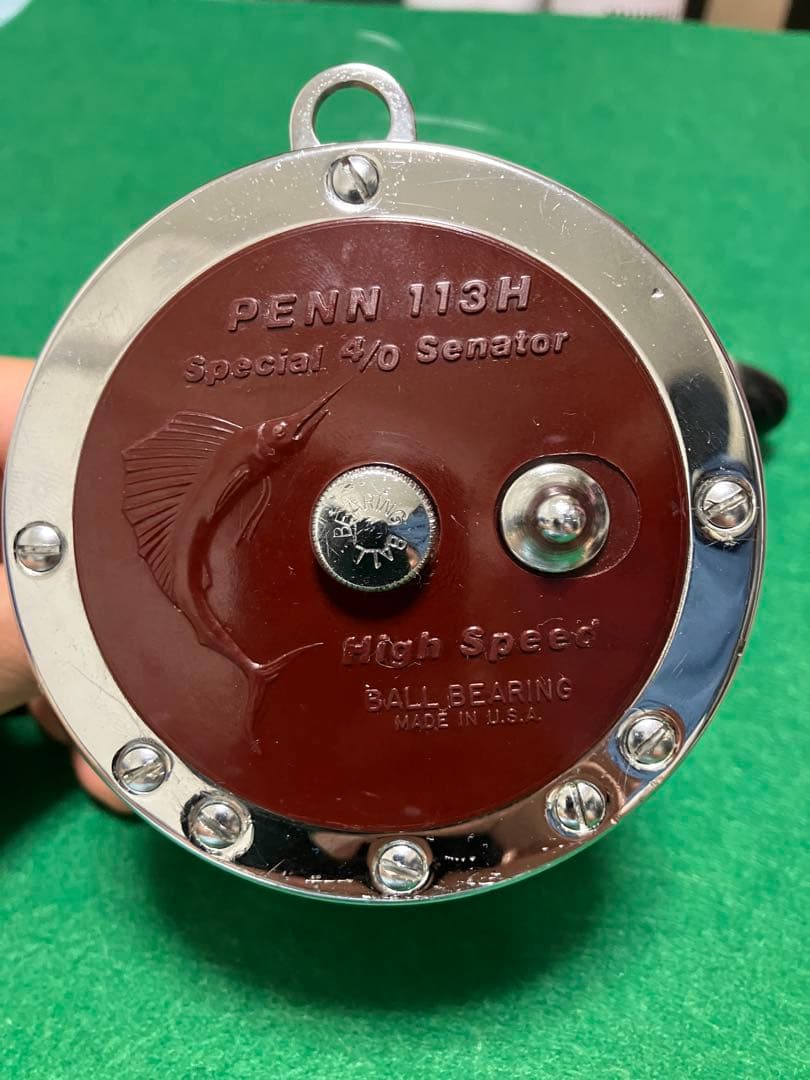 PENN 113H
Special 4/0 Senator
BEARING BALL
High Speed
BALL BEARING
MADE IN U.S.A.